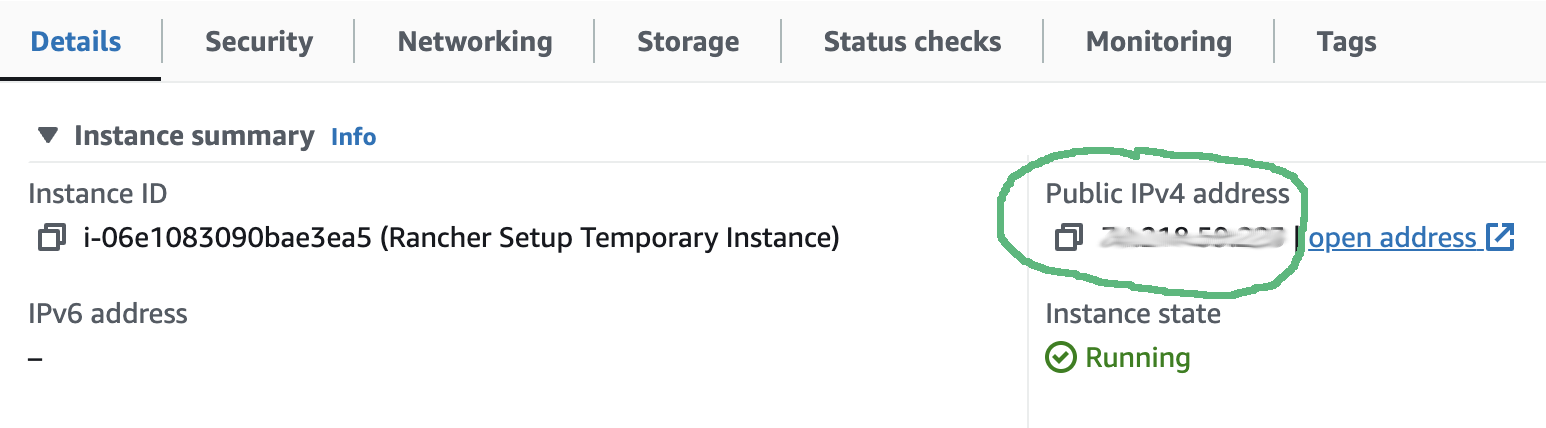 Details Security Networking Storage Status checks Monitoring Tags
Instance summary Info
Instance ID
i-06e1083090bae3ea5 (Rancher Setup Temporary Instance)
Public IPv4 address
| open address
IPv6 address
–
Instance state
Running